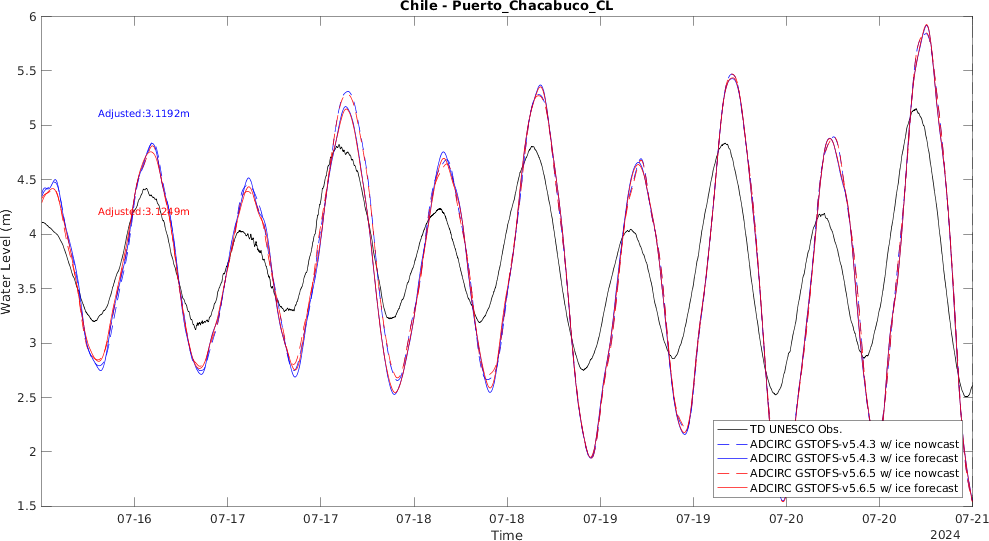 Chile - Puerto_Chacabuco_CL
6
5.5
5
4.5
4
3.5
3
2.5
2
1.5
Water Level (m)
Adjusted:3.1192m
Adjusted:3.1249m
TD UNESCO Obs.
ADCIRC GSTOFS-v5.4.3 w/ ice nowcast
ADCIRC GSTOFS-v5.4.3 w/ ice forecast
ADCIRC GSTOFS-v5.6.5 w/ ice nowcast
ADCIRC GSTOFS-v5.6.5 w/ ice forecast
07-16 07-17 07-17 07-18 07-18 07-19 07-19 07-20 07-20 07-21
Time
2024